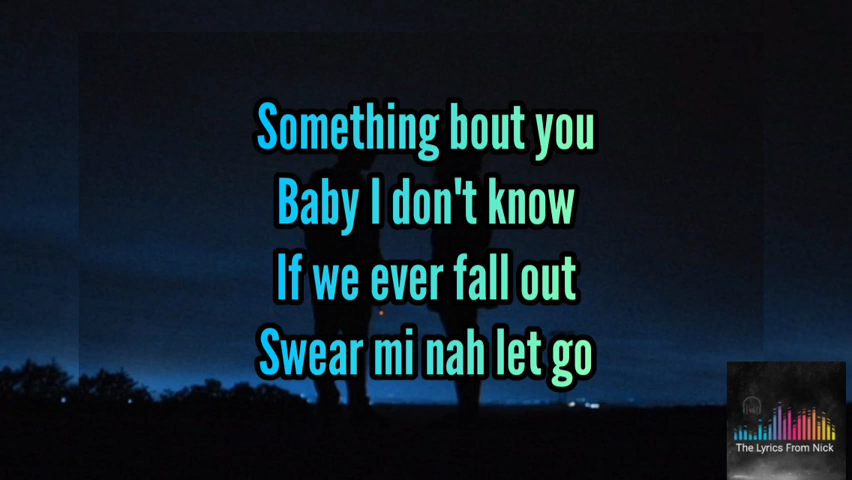 Something bout you
Baby I don't know
If we ever fall out
Swear mi nah let go
The Lyrics From Nick